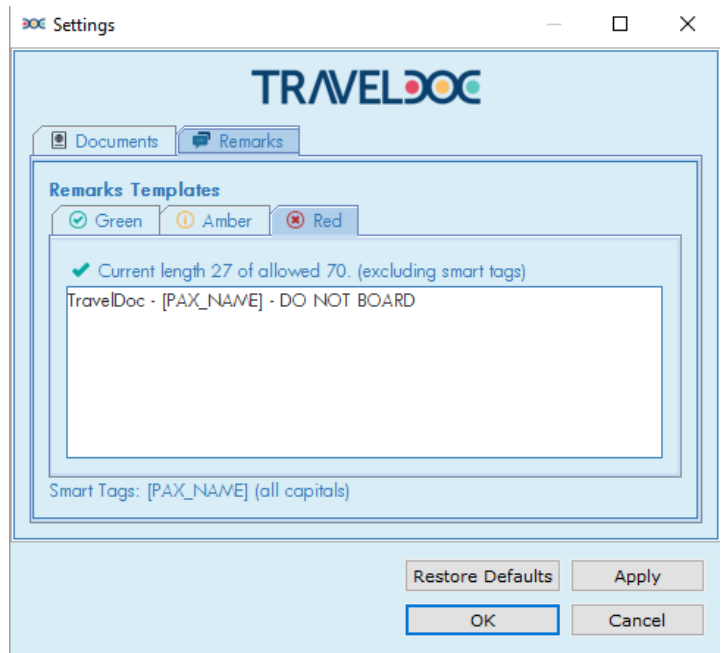 Settings
TRAVELDOC
Documents Remarks
Remarks Templates
Green Amber Red
Current length 27 of allowed 70. (excluding smart tags)
TravelDoc - [PAX_NAME] - DO NOT BOARD
Smart Tags: [PAX_NAME] (all capitals)
Restore Defaults Apply
OK Cancel